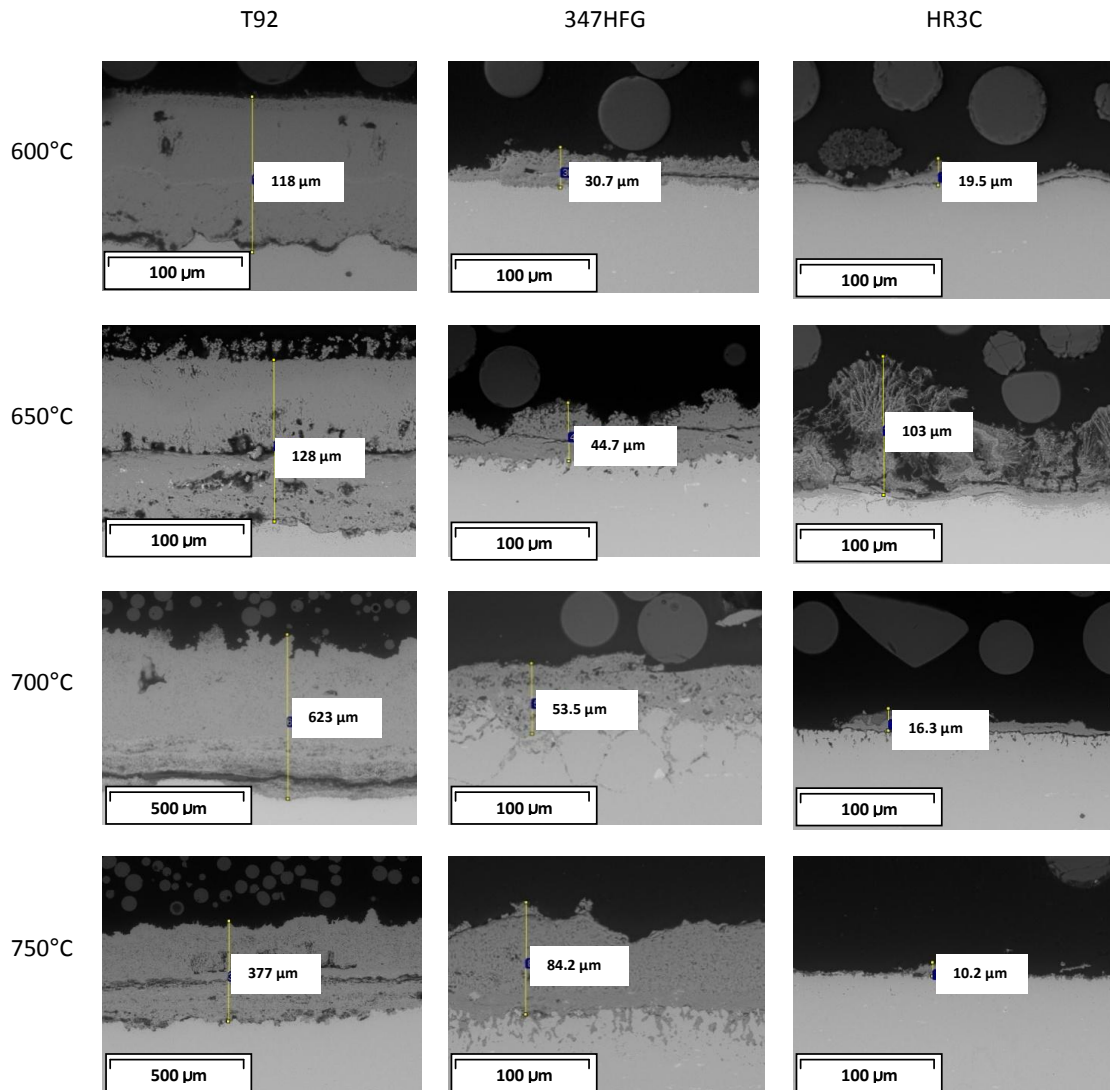 T92 347HFG HR3C
600°C
118 µm
30.7 µm
19.5 µm
100 µm
100 µm
100 µm
650°C
128 µm
44.7 µm
103 µm
100 µm
100 µm
100 µm
700°C
623 µm
53.5 µm
16.3 µm
500 µm
100 µm
100 µm
750°C
377 µm
84.2 µm
10.2 µm
500 µm
100 µm
100 µm